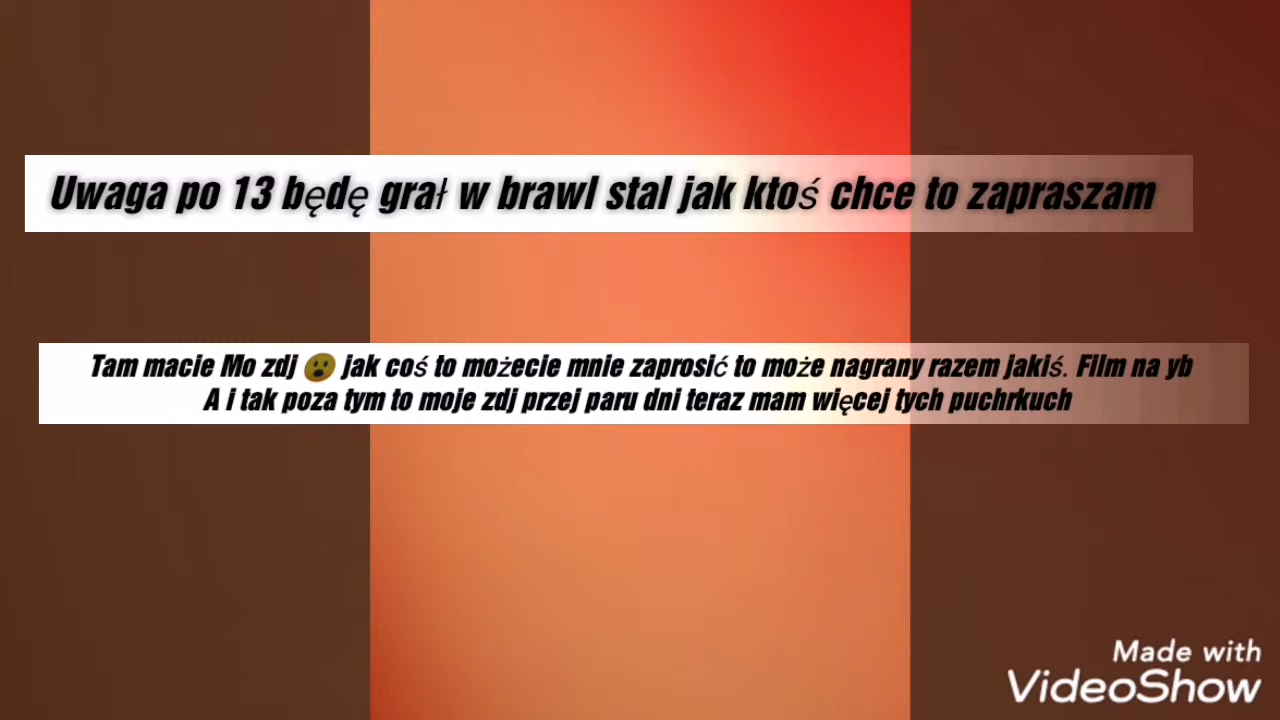 Uwaga po 13 będę grał w brawl stal jak ktoś chce to zapraszam
Tam macie Mo zdj 😮 jak coś to możecie mnie zaprosić to może nagrany razem jakiś. Film na yb
A i tak poza tym to moje zdj przej paru dni teraz mam więcej tych puchrkuch
Made with
VideoShow